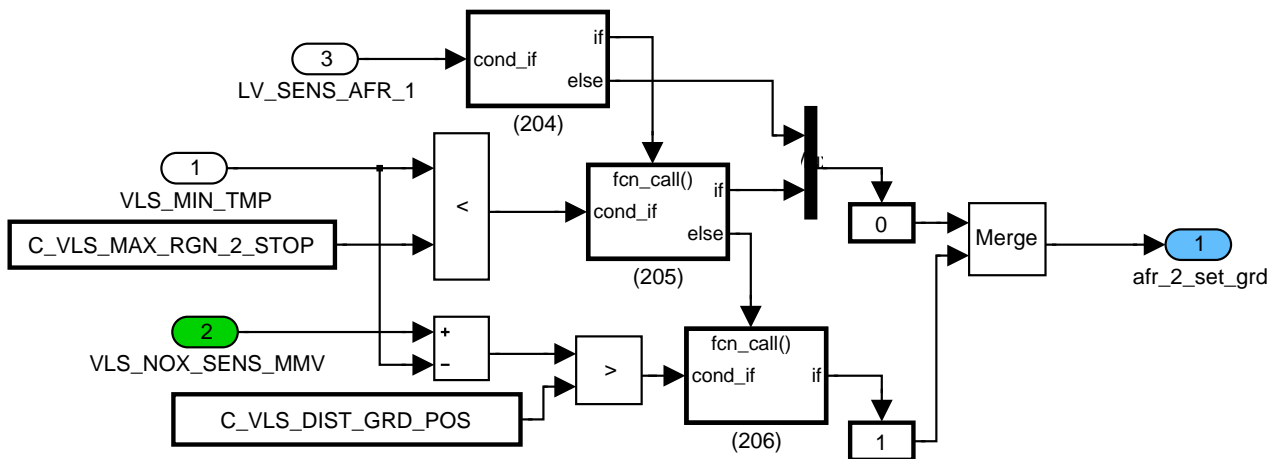 if
3
cond_if
LV_SENS_AFR_1
else
(204)
1
VLS_MIN_TMP
<
fcn_call()
if
cond_if
else
(205)
C_VLS_MAX_RGN_2_STOP
0
Merge
1
afr_2_set_grd
2
VLS_NOX_SENS_MMV
+
−
>
fcn_call()
cond_if
if
(206)
C_VLS_DIST_GRD_POS
1